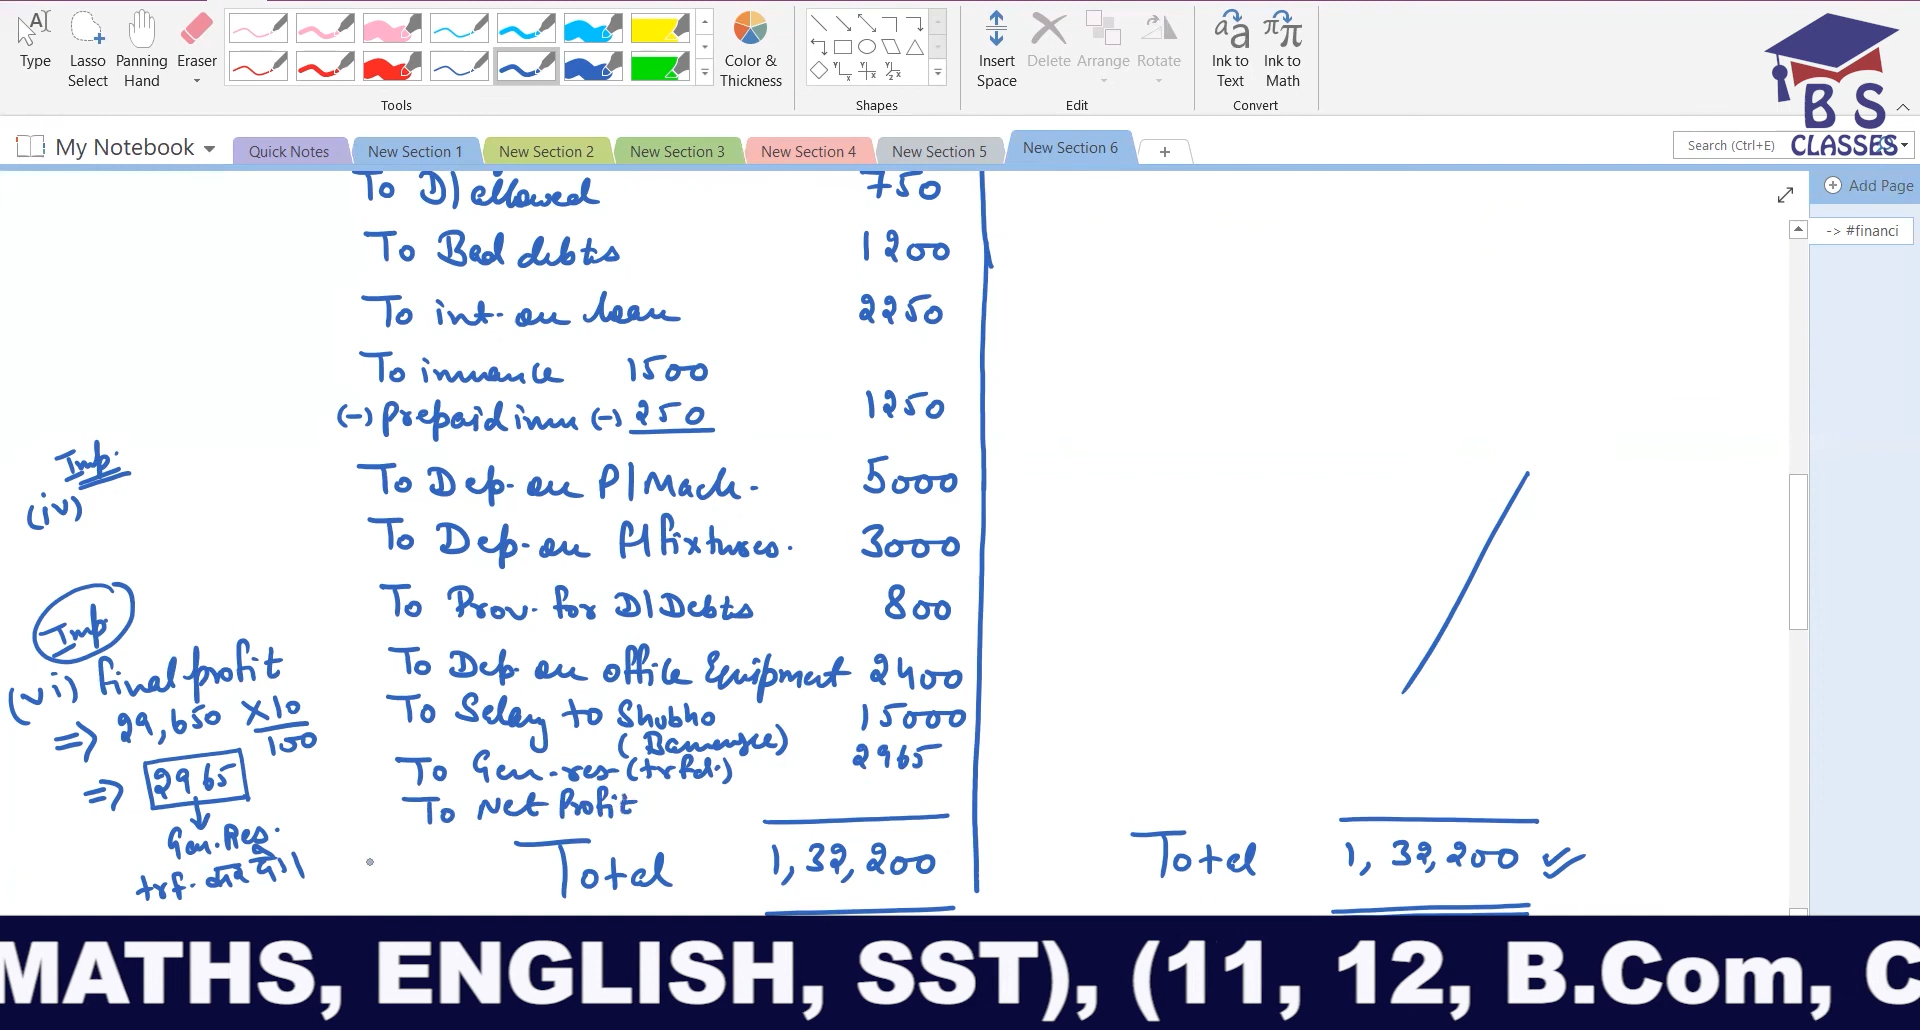 Type
Lasso Select
Panning Hand
Eraser
Color & Thickness
Insert Space
Delete
Arrange
Rotate
Ink to Text
Ink to Math
Tools
Shapes
Edit
Convert
B S
CLASSES
My Notebook
Quick Notes
New Section 1
New Section 2
New Section 3
New Section 4
New Section 5
New Section 6
+
Search (Ctrl+E)
Add Page
-> #financi
To D| allowed 750
To Bad debts 1200
To int. on loan 2250
To insurance 1500
(-) Prepaid insu (-) 250 1250
Imp.
(iv)
To Dep. on P|Mach. 5000
To Dep. on f|fixtures. 3000
To Prov. for D|Debts 800
To Dep on office Equipment 2400
To Salary to Shubho 15000
(Bannerjee)
To Gen. res (trfd.) 2965
To Net Profit
Total 1,32,200
Total 1,32,200
Imp
(vi) final profit
⇒ 29,650 × 10/100
⇒ 2965
Gen. Res.
trf.
MATHS, ENGLISH, SST), (11, 12, B.Com, C